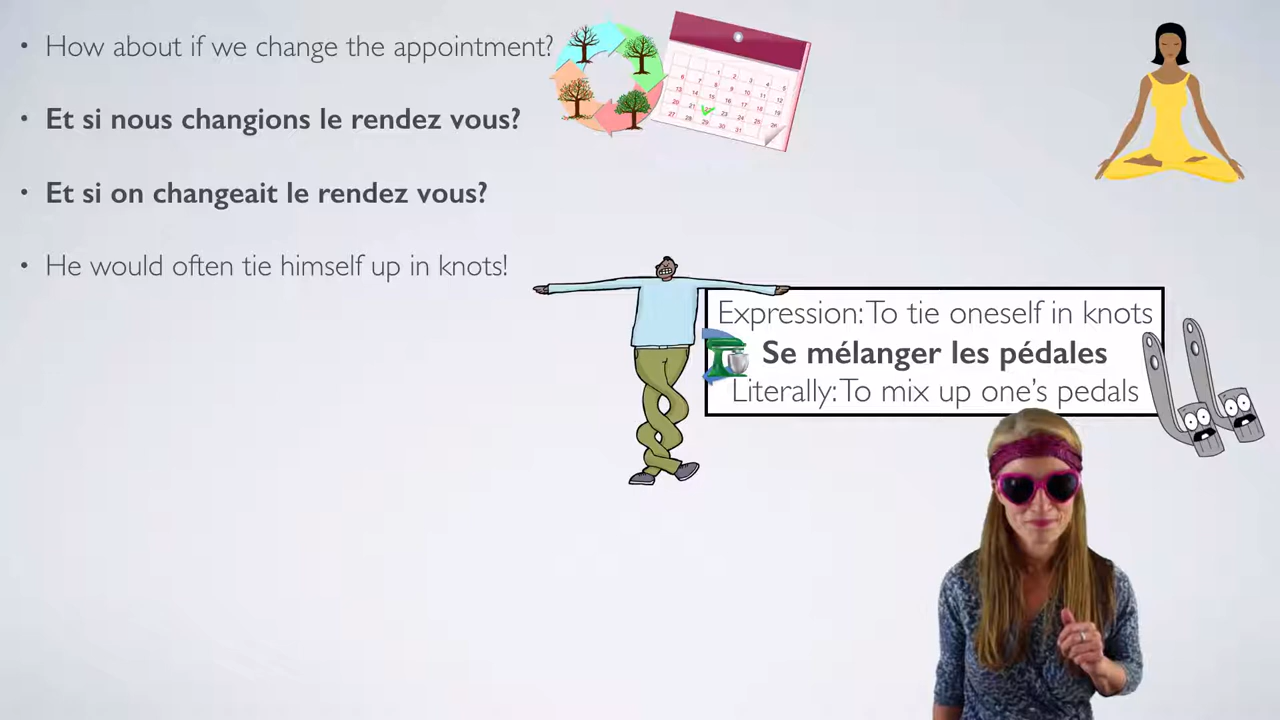 • How about if we change the appointment?
• Et si nous changions le rendez vous?
• Et si on changeait le rendez vous?
• He would often tie himself up in knots!
Expression: To tie oneself in knots
Se mélanger les pédales
Literally: To mix up one's pedals